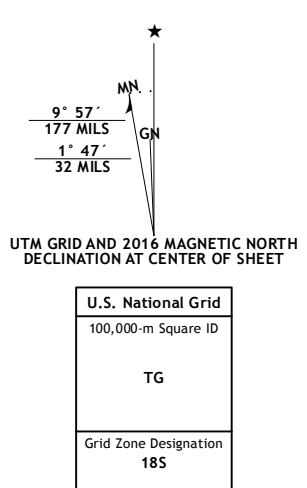 ★
MN
9° 57´
177 MILS
GN
1° 47´
32 MILS
UTM GRID AND 2016 MAGNETIC NORTH
DECLINATION AT CENTER OF SHEET
U.S. National Grid
100,000-m Square ID
TG
Grid Zone Designation
18S